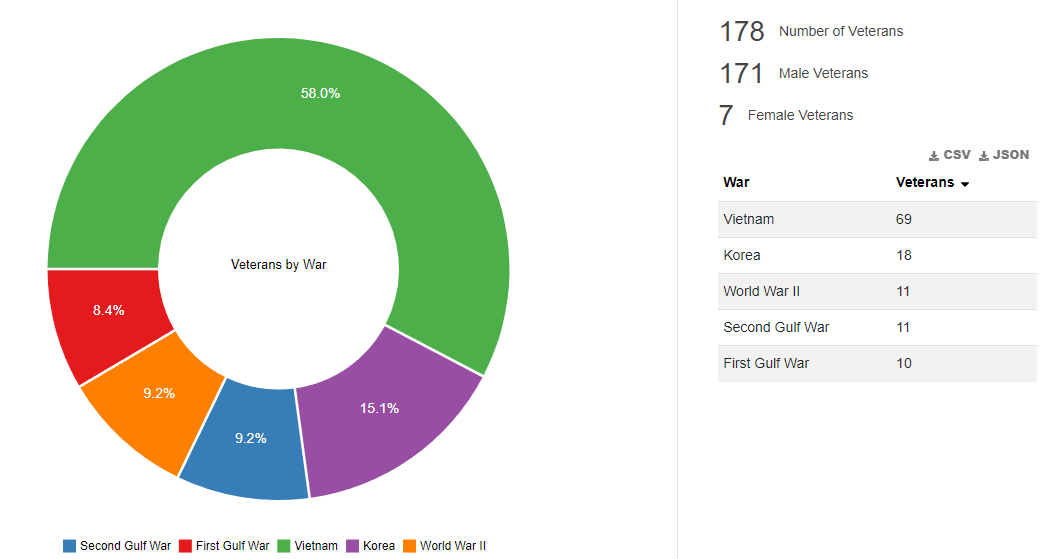 58.0%
Veterans by War
8.4%
9.2%
9.2%
15.1%
Second Gulf War First Gulf War Vietnam Korea World War II
178 Number of Veterans
171 Male Veterans
7 Female Veterans
CSV JSON
War Veterans
Vietnam 69
Korea 18
World War II 11
Second Gulf War 11
First Gulf War 10